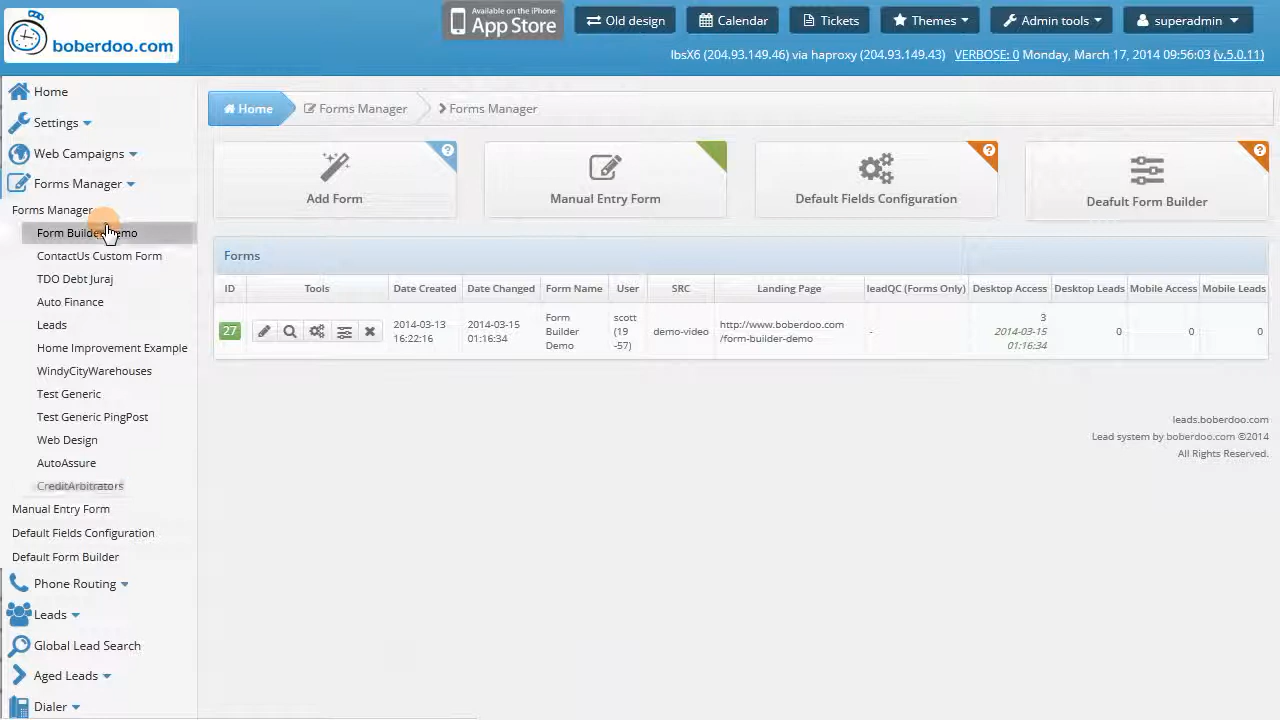 boberdoo.com
Available on the iPhone
App Store
Old design
Calendar
Tickets
Themes
Admin tools
superadmin
lbsX6 (204.93.149.46) via haproxy (204.93.149.43) VERBOSE: 0 Monday, March 17, 2014 09:56:03 (v.5.0.11)
Home
Settings
Web Campaigns
Forms Manager
Forms Manager
Form Builder Demo
ContactUs Custom Form
TDO Debt Juraj
Auto Finance
Leads
Home Improvement Example
WindyCityWarehouses
Test Generic
Test Generic PingPost
Web Design
AutoAssure
CreditArbitrators
Manual Entry Form
Default Fields Configuration
Default Form Builder
Phone Routing
Leads
Global Lead Search
Aged Leads
Dialer
Home
Forms Manager
Forms Manager
Add Form
?
Manual Entry Form
Default Fields Configuration
?
Deafult Form Builder
?
Forms
ID Tools Date Created Date Changed Form Name User SRC Landing Page leadQC (Forms Only) Desktop Access Desktop Leads Mobile Access Mobile Leads
27
2014-03-13
16:22:16
2014-03-15
01:16:34
Form
Builder
Demo
scott
(19
-57)
demo-video
http://www.boberdoo.com
/form-builder-demo
-
3
2014-03-15
01:16:34
0
0
0
leads.boberdoo.com
Lead system by boberdoo.com ©2014
All Rights Reserved.